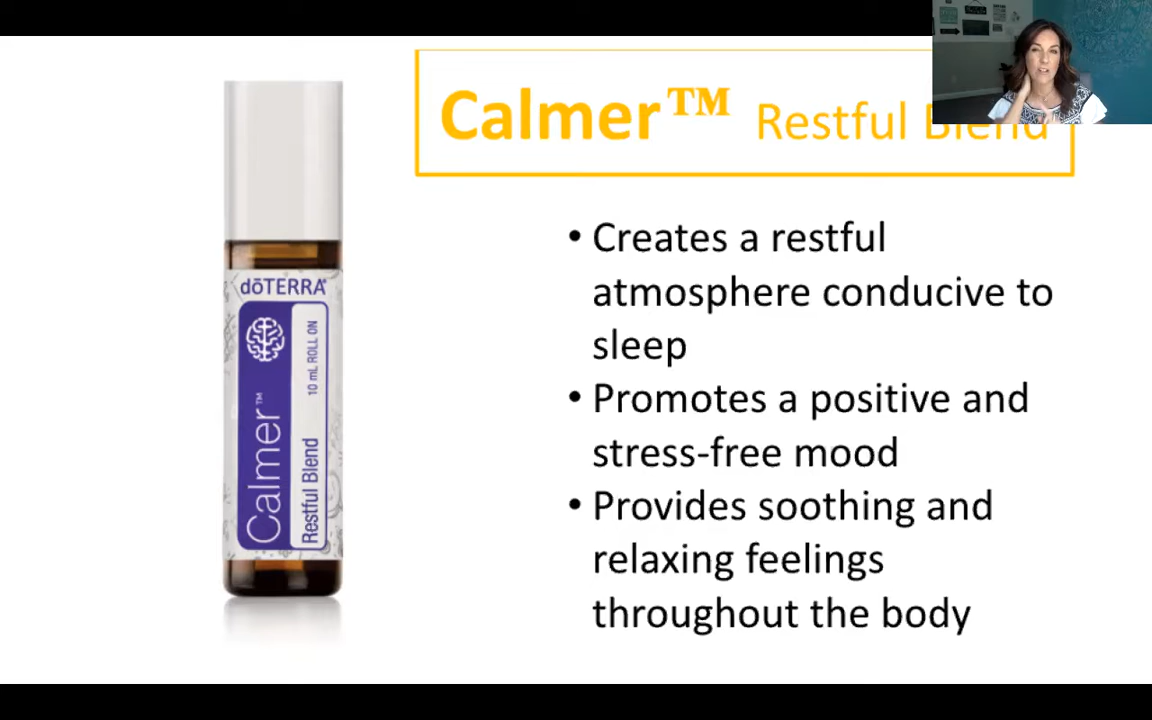 Calmer™ Restful Blend
• Creates a restful
atmosphere conducive to
sleep
• Promotes a positive and
stress-free mood
• Provides soothing and
relaxing feelings
throughout the body
dōTERRA®
Calmer™
Restful Blend 10 mL ROLL ON